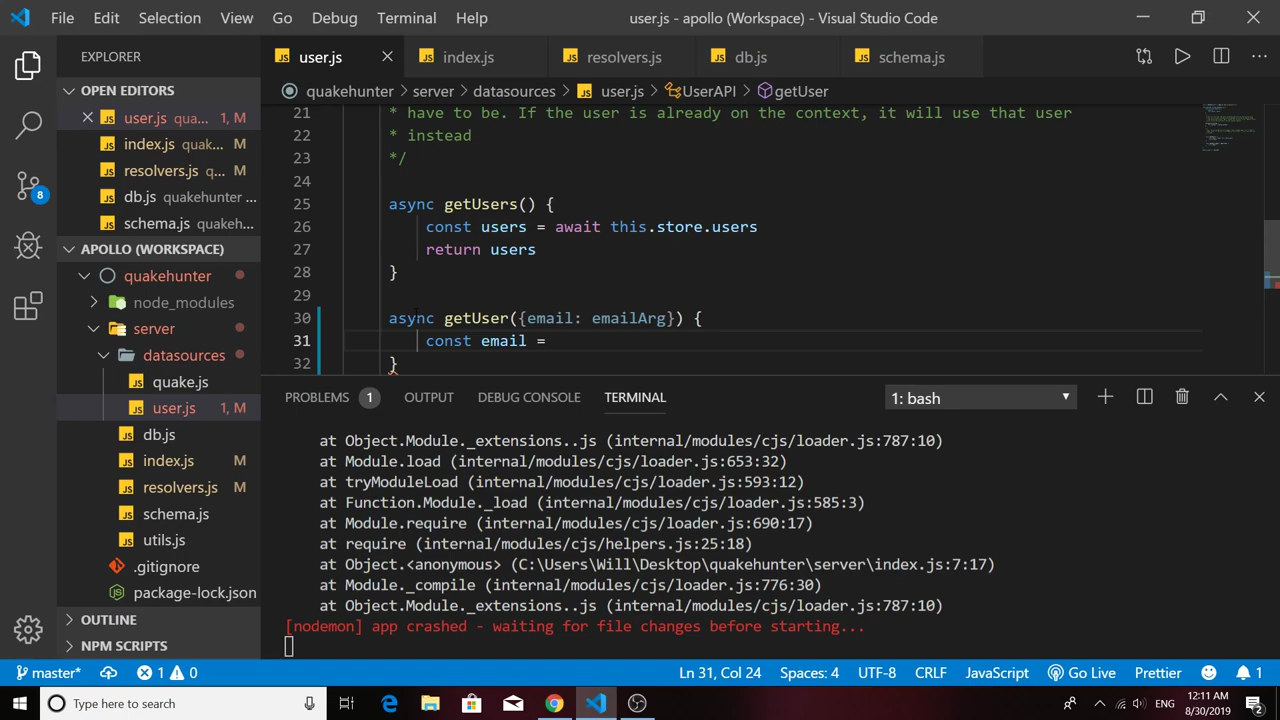 File Edit Selection View Go Debug Terminal Help user.js - apollo (Workspace) - Visual Studio Code
EXPLORER
user.js index.js resolvers.js db.js schema.js
OPEN EDITORS
user.js qua... 1, M
index.js quak... M
resolvers.js q... M
db.js quakehunter ...
schema.js quakeh...
APOLLO (WORKSPACE)
quakehunter
node_modules
server
datasources
quake.js
user.js 1, M
db.js
index.js M
resolvers.js M
schema.js
utils.js
.gitignore
package-lock.json
OUTLINE
NPM SCRIPTS
8
quakehunter > server > datasources > user.js > UserAPI > getUser
21 * have to be. If the user is already on the context, it will use that user
22 * instead
23 */
24
25 async getUsers() {
26 const users = await this.store.users
27 return users
28 }
29
30 async getUser({email: emailArg}) {
31 const email =
32 }
PROBLEMS 1 OUTPUT DEBUG CONSOLE TERMINAL 1: bash
at Object.Module._extensions..js (internal/modules/cjs/loader.js:787:10)
at Module.load (internal/modules/cjs/loader.js:653:32)
at tryModuleLoad (internal/modules/cjs/loader.js:593:12)
at Function.Module._load (internal/modules/cjs/loader.js:585:3)
at Module.require (internal/modules/cjs/loader.js:690:17)
at require (internal/modules/cjs/helpers.js:25:18)
at Object.<anonymous> (C:\Users\Will\Desktop\quakehunter\server\index.js:7:17)
at Module._compile (internal/modules/cjs/loader.js:776:30)
at Object.Module._extensions..js (internal/modules/cjs/loader.js:787:10)
[nodemon] app crashed - waiting for file changes before starting...
master* 1 0 Ln 31, Col 24 Spaces: 4 UTF-8 CRLF JavaScript Go Live Prettier 1
Type here to search ENG 12:11 AM 8/30/2019 2